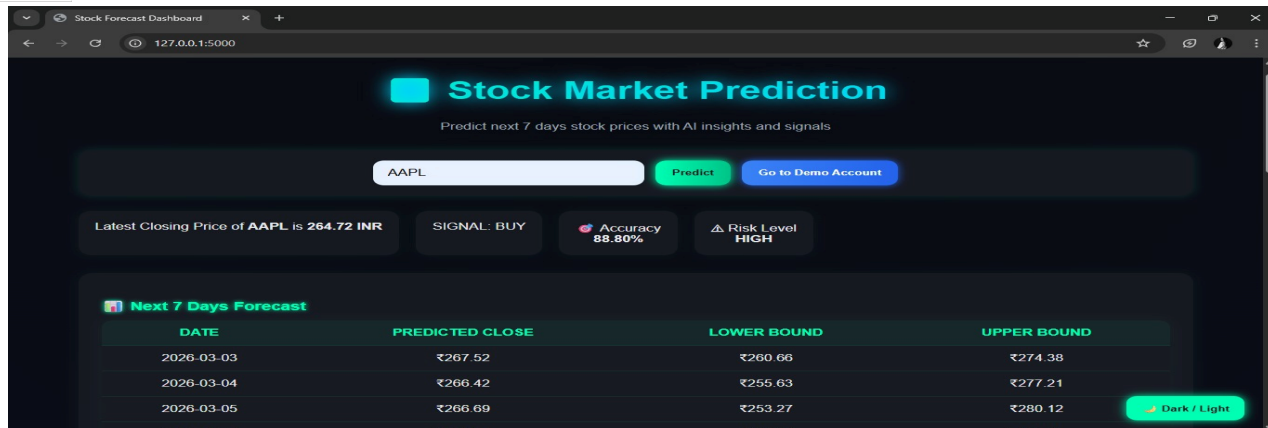 Stock Forecast Dashboard
127.0.0.1:5000
Stock Market Prediction
Predict next 7 days stock prices with AI insights and signals
AAPL Predict Go to Demo Account
Latest Closing Price of AAPL is 264.72 INR
SIGNAL: BUY
🎯 Accuracy
88.80%
⚠ Risk Level
HIGH
📊 Next 7 Days Forecast
DATE PREDICTED CLOSE LOWER BOUND UPPER BOUND
2026-03-03 ₹267.52 ₹260.66 ₹274.38
2026-03-04 ₹266.42 ₹255.63 ₹277.21
2026-03-05 ₹266.69 ₹253.27 ₹280.12
🌙 Dark / Light